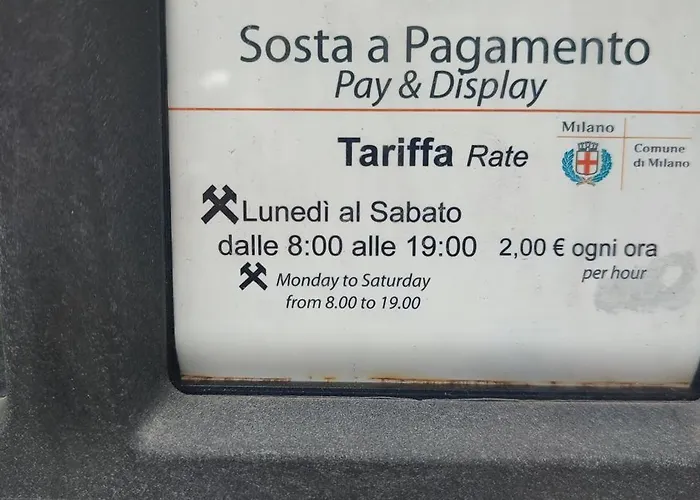 Sosta a Pagamento
Pay & Display
Tariffa Rate
Milano
Comune
di Milano
Lunedì al Sabato
dalle 8:00 alle 19:00 2,00 € ogni ora
per hour
Monday to Saturday
from 8.00 to 19.00